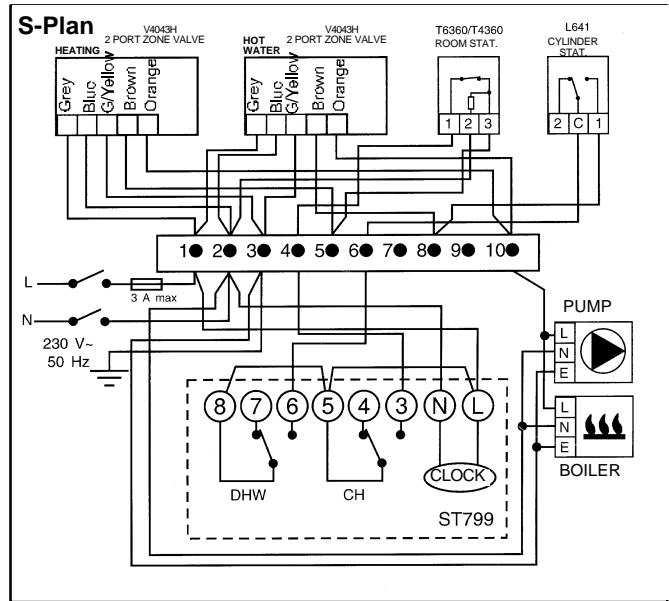 S-Plan
V4043H
2 PORT ZONE VALVE
HEATING
Grey
Blue
G/Yellow
Brown
Orange
V4043H
2 PORT ZONE VALVE
HOT
WATER
Grey
Blue
G/Yellow
Brown
Orange
T6360/T4360
ROOM STAT.
1 2 3
L641
CYLINDER
STAT.
2 C 1
1 2 3 4 5 6 7 8 9 10
L
3 A max
N
230 V~
50 Hz
PUMP
L
N
E
L
N
E
BOILER
8 7 6 5 4 3 N L
CLOCK
DHW
CH
ST799